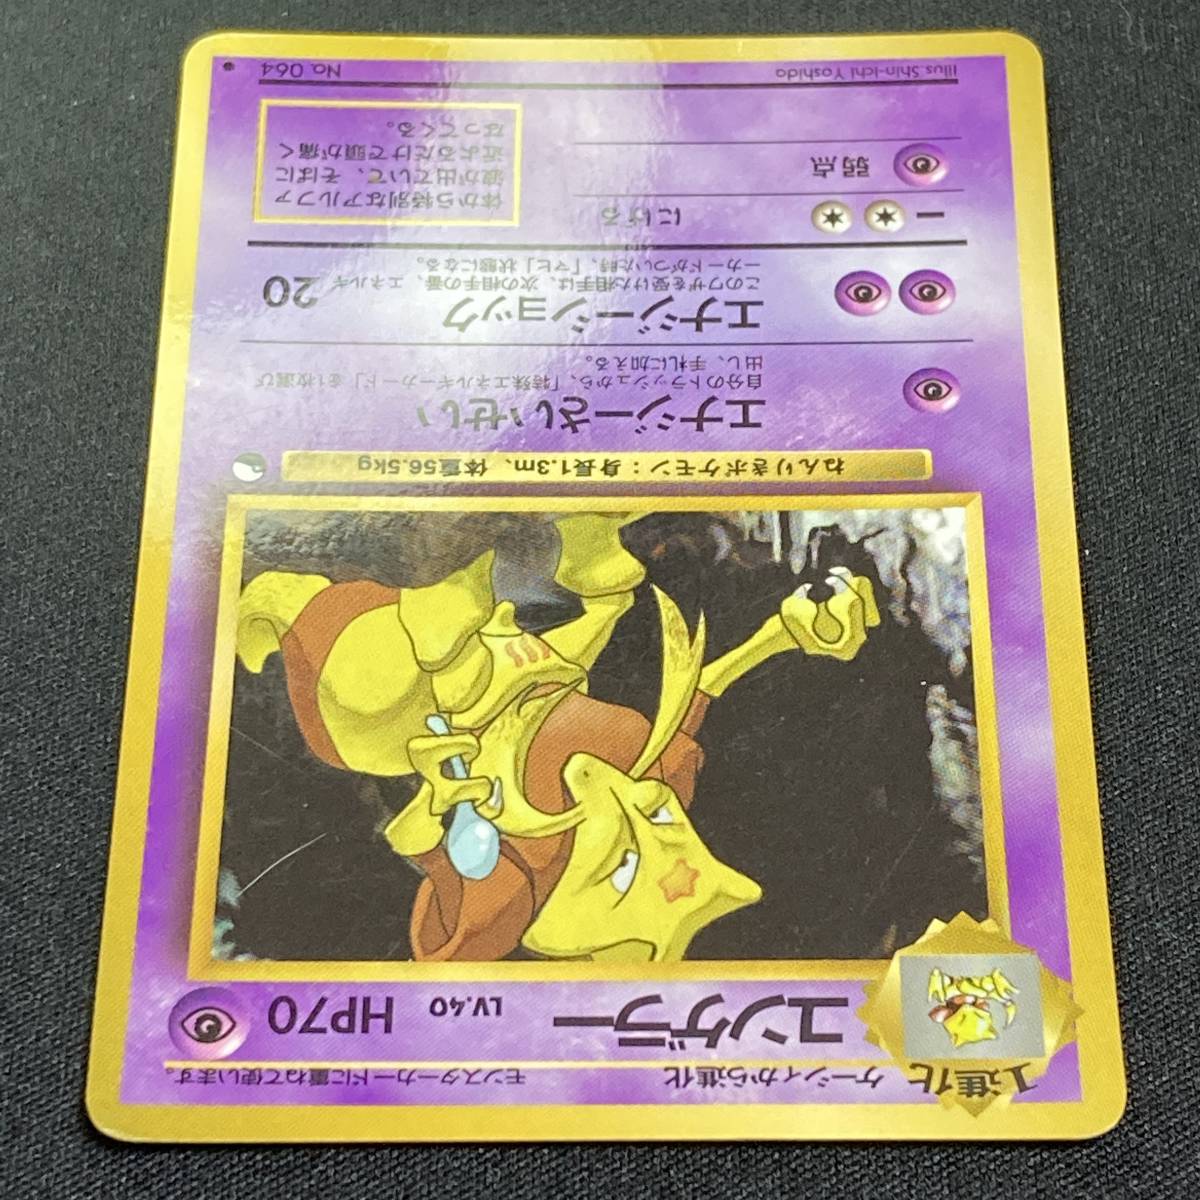 1進化 ケーシィから進化 モンスターカードに重ねて使います。
ユンゲラー LV.40 HP70
ねんりきポケモン：身長1.3m、体重56.5kg
エナジーさいせい
自分のトラッシュから、「特殊エネルギーカード」を1枚選び
出し、手札に加える。
エナジーショック 20
このワザを受けた相手は、次の相手の番、エネルギ
ーカードがついた時、「マヒ」状態になる。
ー にげる
弱点
体から特別なアルファ
波が出ていて、そばに
近よるだけで頭が痛く
なってくる。
Illus.Shin-ichi Yoshida No. 064